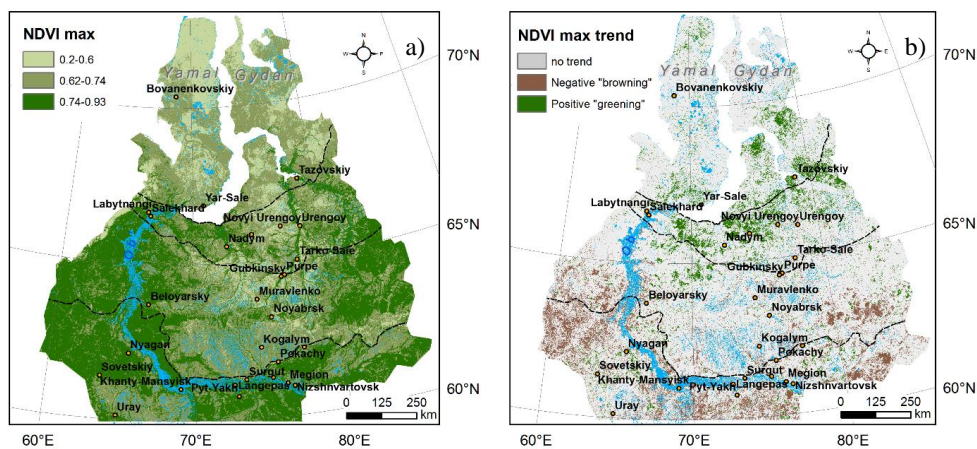 NDVI max
0.2-0.6
0.62-0.74
0.74-0.93
N
W E
S
a)
70°N
65°N
60°N
Yamal
Gydan
Bovanenkovskiy
Tazovskiy
Yar-Sale
Labytnangi
Salekhard
Novyi Urengoy
Urengoy
Nadym
Tarko-Sale
Gubkinsky
Purpe
Muravlenko
Noyabrsk
Beloyarsky
Kogalym
Nyagan
Pokachy
Sovetskiy
Surgut
Megion
Khanty-Mansyisk
Pyt-Yakh
Langepas
Nizshnvartovsk
Uray
0 125 250
km
60°E
70°E
80°E
NDVI max trend
no trend
Negative "browning"
Positive "greening"
N
W E
S
b)
70°N
65°N
60°N
Yamal
Gydan
Bovanenkovskiy
Tazovskiy
Yar-Sale
Labytnangi
Salekhard
Novyi Urengoy
Urengoy
Nadym
Tarko-Sale
Gubkinsky
Purpe
Muravlenko
Noyabrsk
Beloyarsky
Kogalym
Nyagan
Pokachy
Sovetskiy
Surgut
Megion
Khanty-Mansyisk
Pyt-Yakh
Langepas
Nizshnvartovsk
Uray
0 125 250
km
60°E
70°E
80°E